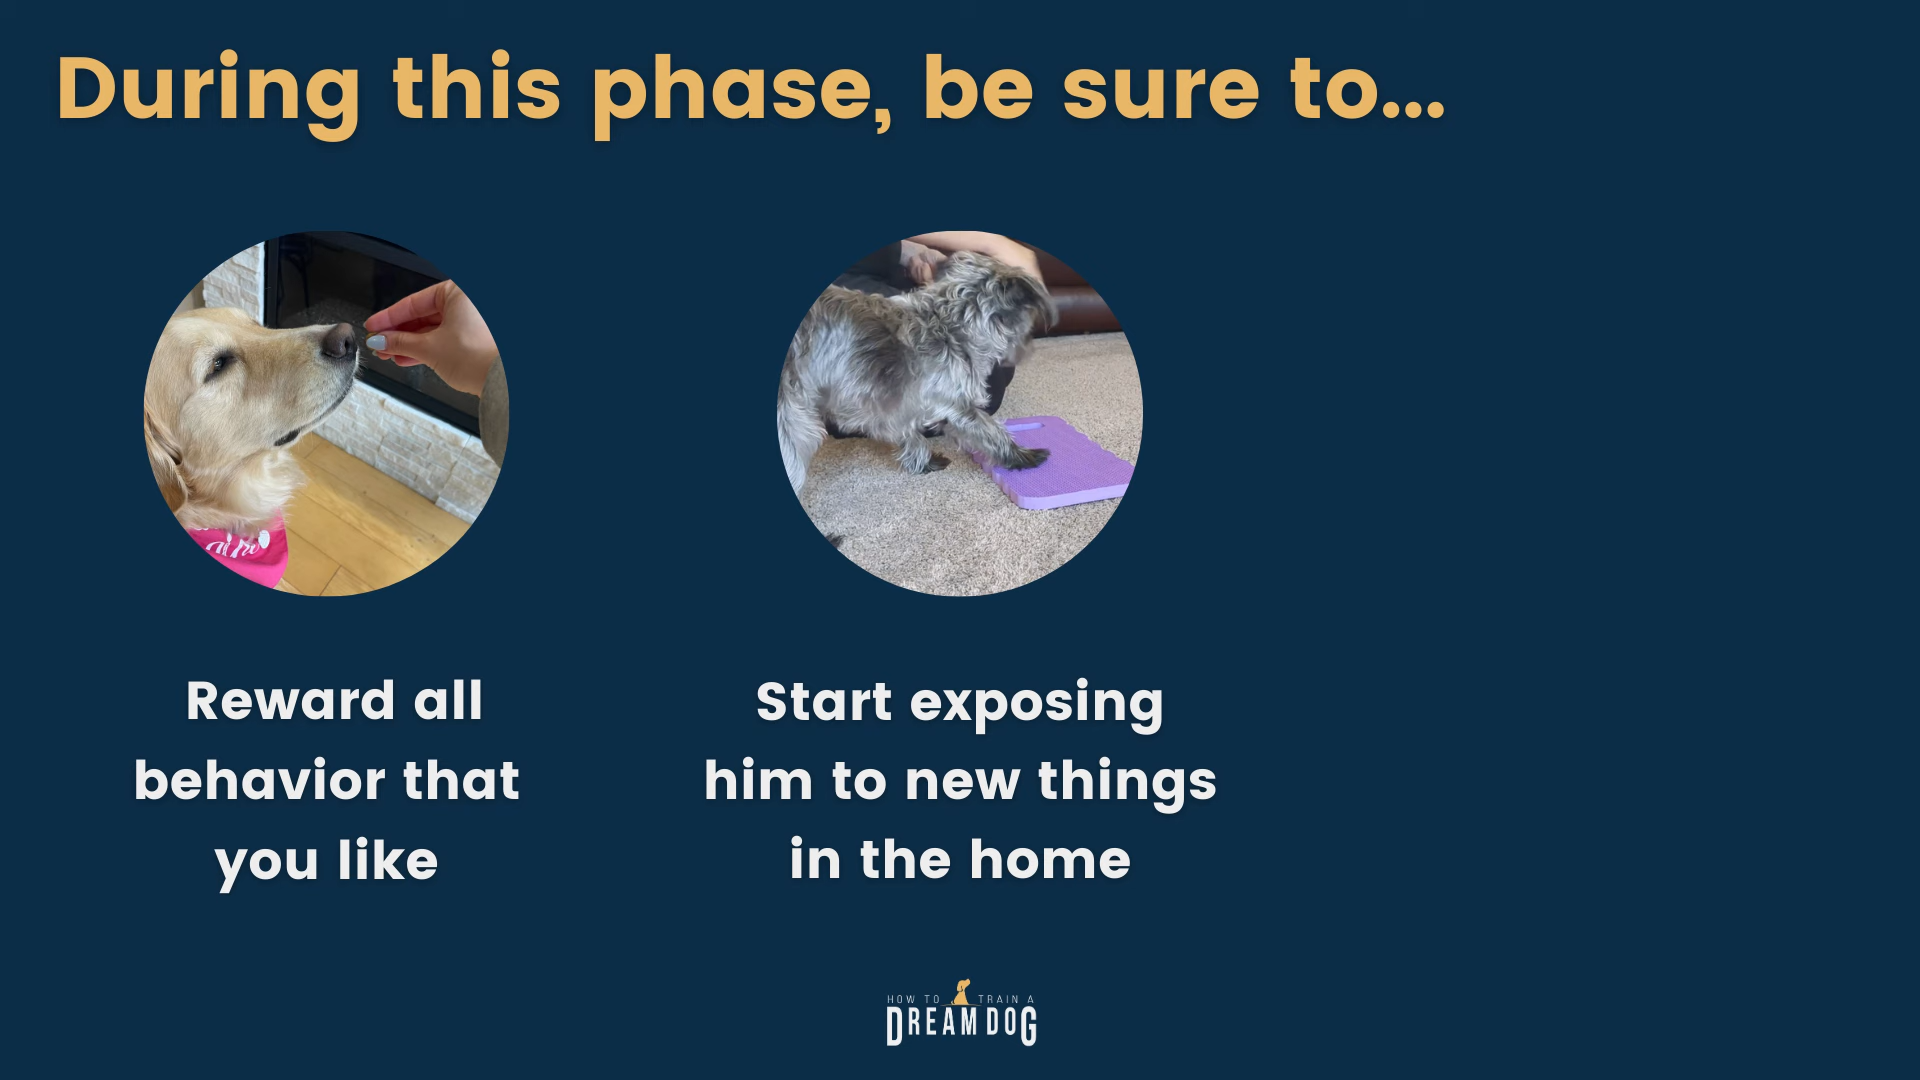 During this phase, be sure to...
Reward all
behavior that
you like
Start exposing
him to new things
in the home
HOW TO TRAIN A
DREAM DOG